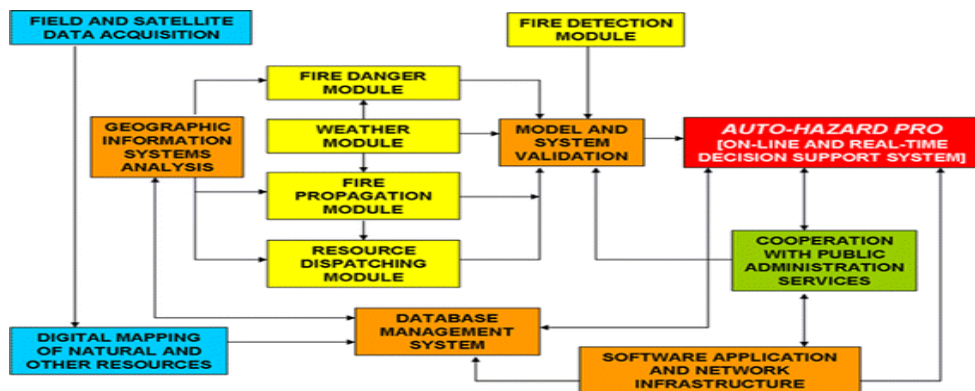 FIELD AND SATELLITE
DATA ACQUISITION
FIRE DETECTION
MODULE
FIRE DANGER
MODULE
GEOGRAPHIC
INFORMATION
SYSTEMS
ANALYSIS
WEATHER
MODULE
MODEL AND
SYSTEM
VALIDATION
AUTO-HAZARD PRO
[ON-LINE AND REAL-TIME
DECISION SUPPORT SYSTEM]
FIRE
PROPAGATION
MODULE
RESOURCE
DISPATCHING
MODULE
COOPERATION
WITH PUBLIC
ADMINISTRATION
SERVICES
DIGITAL MAPPING
OF NATURAL AND
OTHER RESOURCES
DATABASE
MANAGEMENT
SYSTEM
SOFTWARE APPLICATION
AND NETWORK
INFRASTRUCTURE